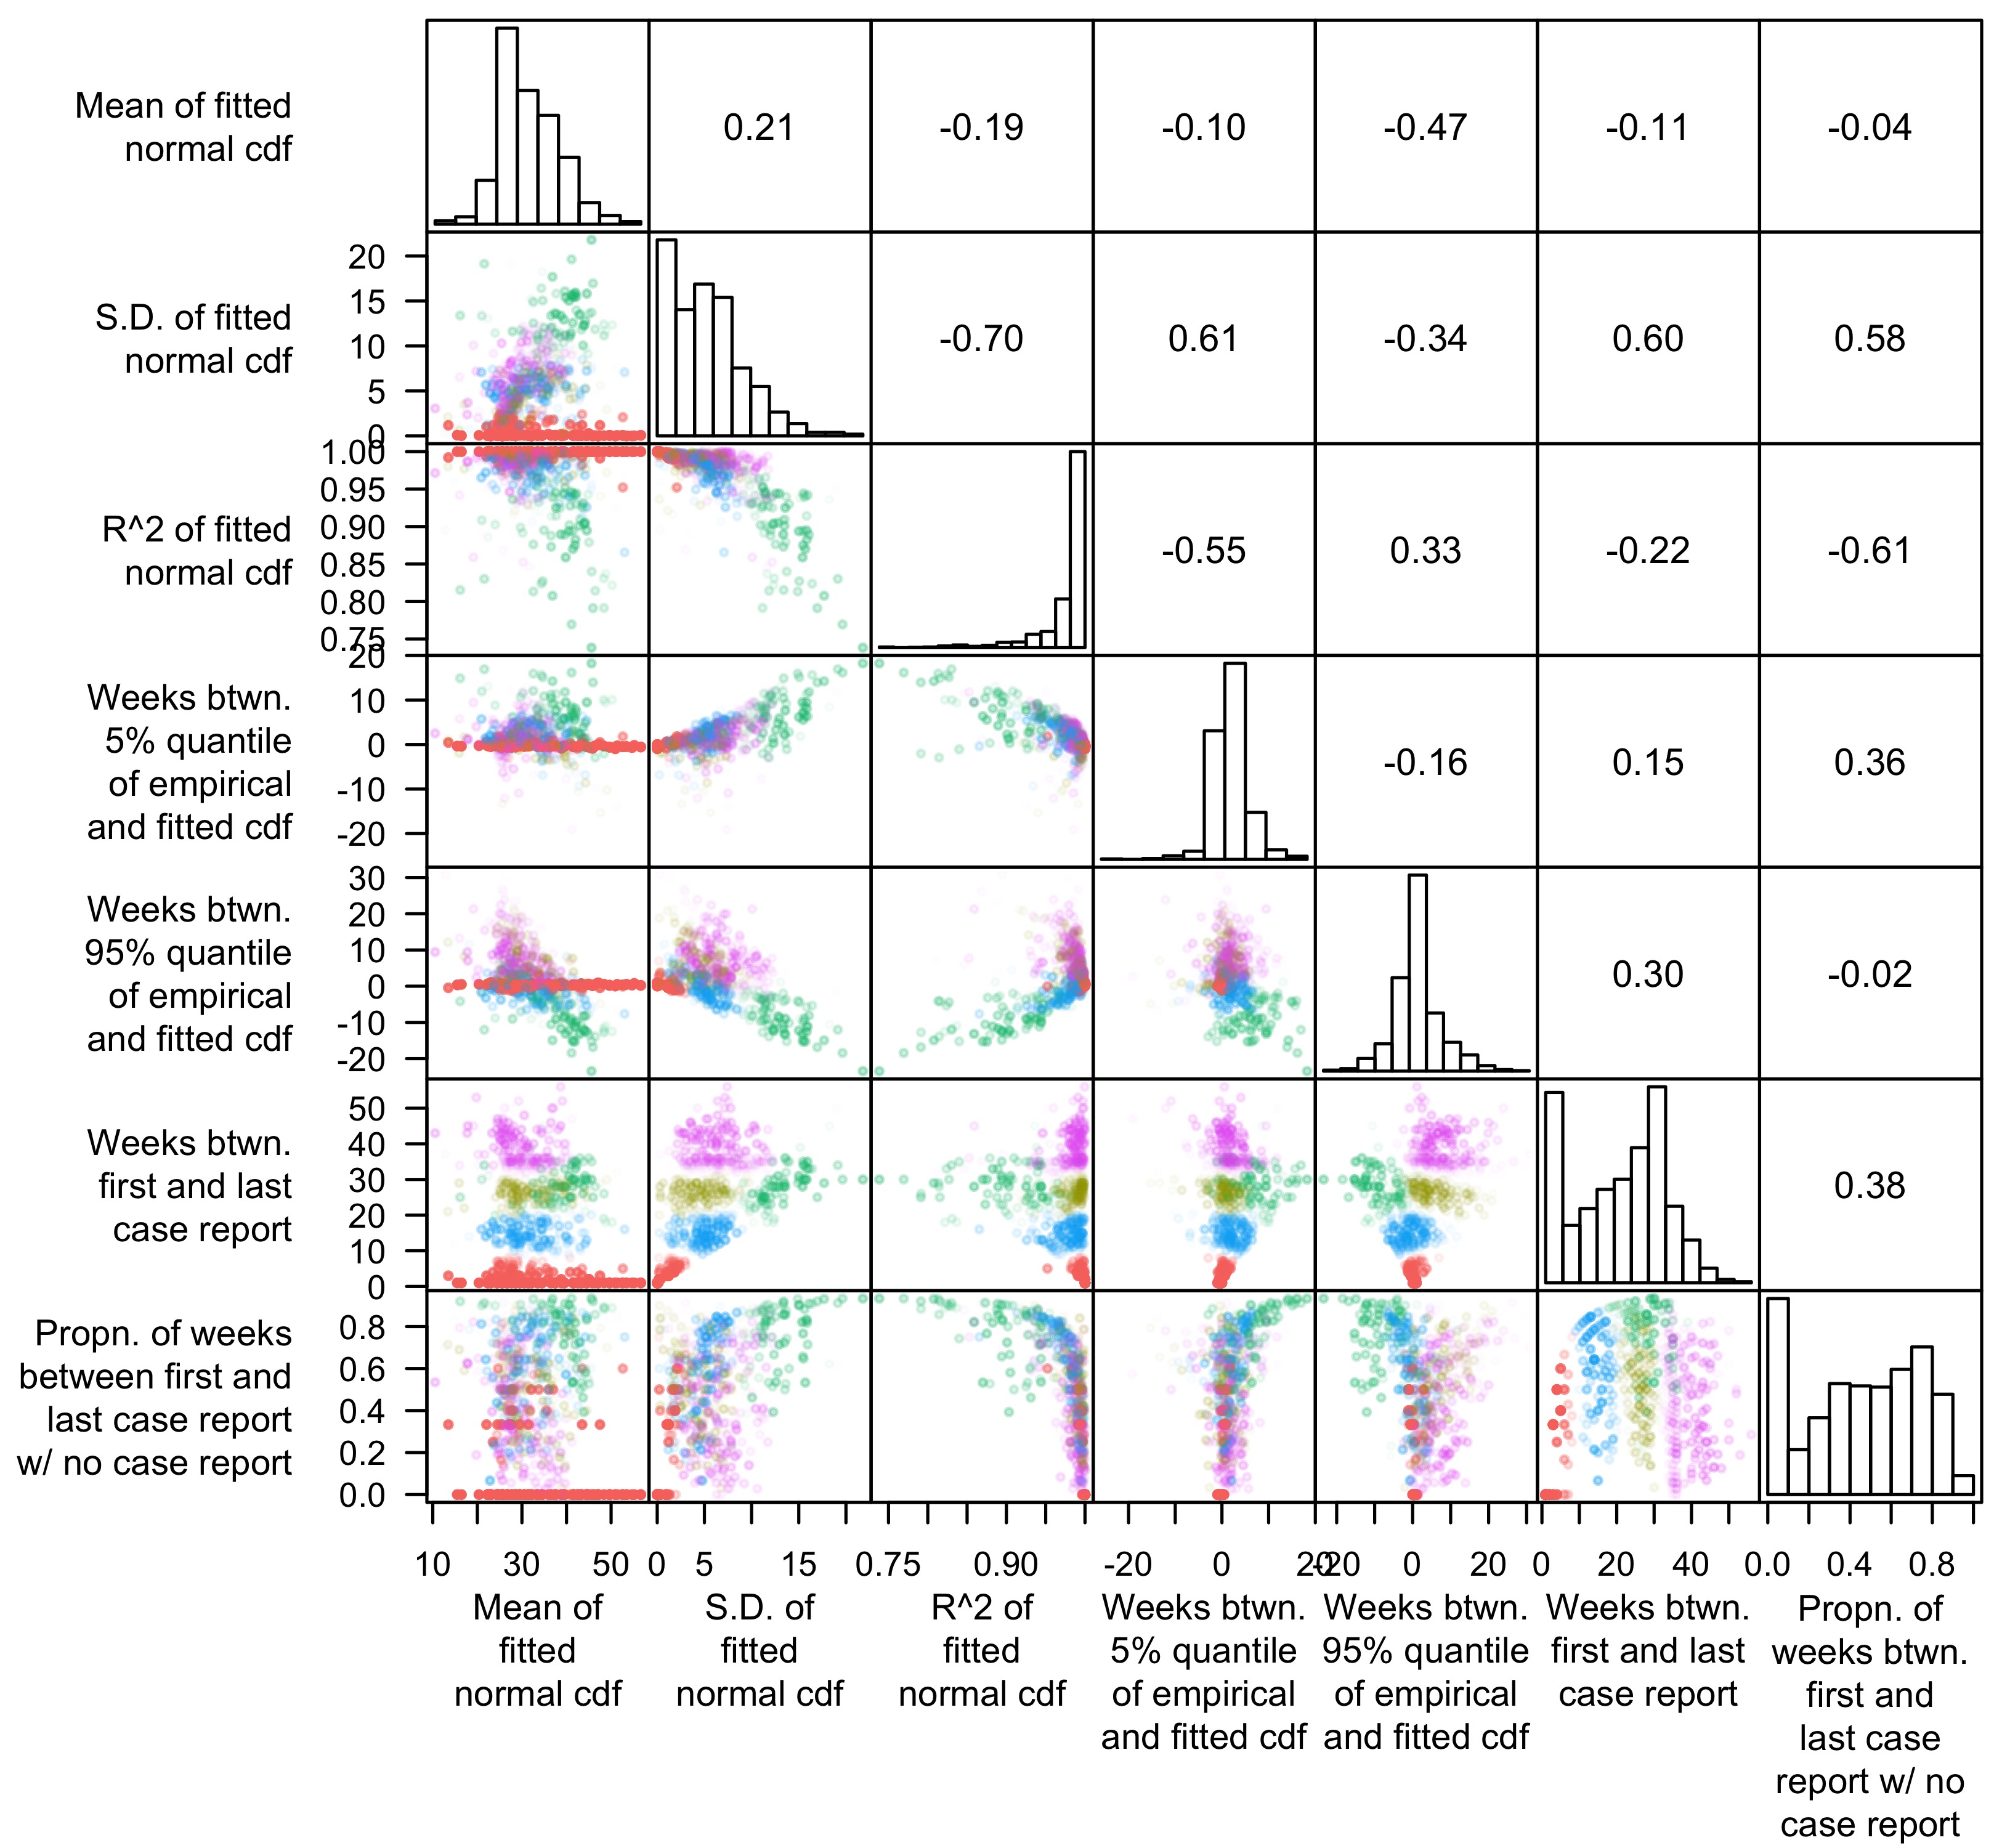 Mean of fitted
normal cdf
0.21
-0.19
-0.10
-0.47
-0.11
-0.04
S.D. of fitted
normal cdf
20
15
10
5
0
-0.70
0.61
-0.34
0.60
0.58
R^2 of fitted
normal cdf
1.00
0.95
0.90
0.85
0.80
0.75
-0.55
0.33
-0.22
-0.61
Weeks btwn.
5% quantile
of empirical
and fitted cdf
20
10
0
-10
-20
-0.16
0.15
0.36
Weeks btwn.
95% quantile
of empirical
and fitted cdf
30
20
10
0
-10
-20
0.30
-0.02
Weeks btwn.
first and last
case report
50
40
30
20
10
0
0.38
Propn. of weeks
between first and
last case report
w/ no case report
0.8
0.6
0.4
0.2
0.0
10 30 50
0 5 15
0.75 0.90
-20 0 20
-20 0 20
0 20 40
0.0 0.4 0.8
Mean of
fitted
normal cdf
S.D. of
fitted
normal cdf
R^2 of
fitted
normal cdf
Weeks btwn.
5% quantile
of empirical
and fitted cdf
Weeks btwn.
95% quantile
of empirical
and fitted cdf
Weeks btwn.
first and last
case report
Propn. of
weeks btwn.
first and
last case
report w/ no
case report